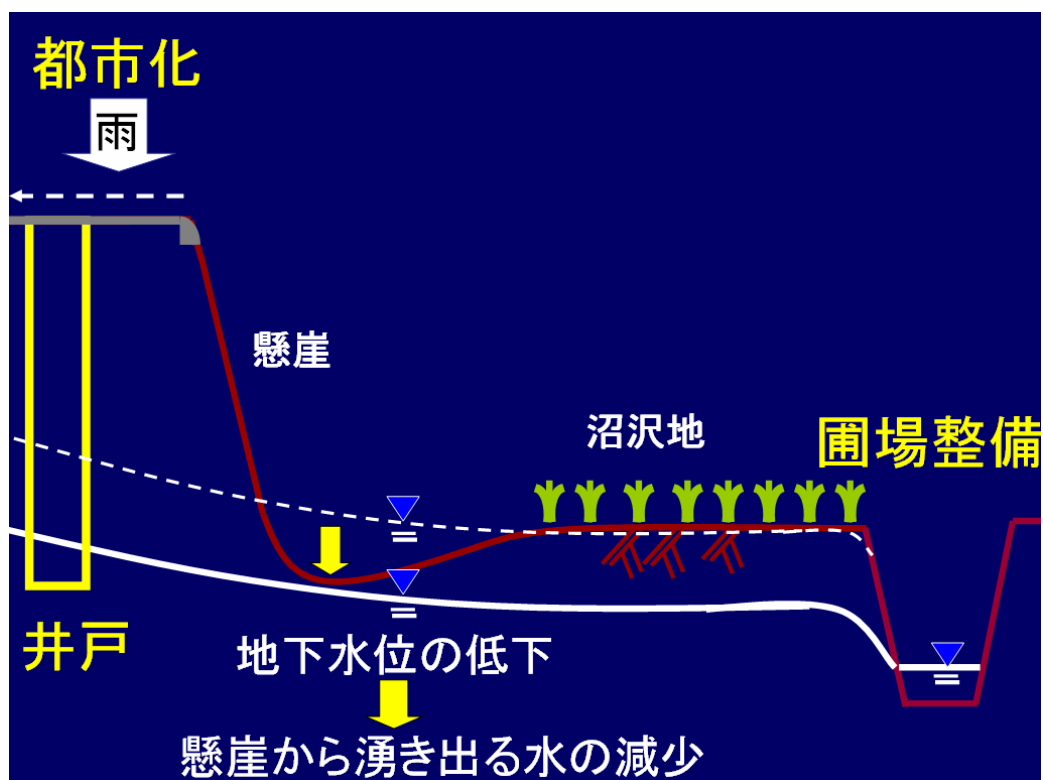 都市化
雨
懸崖
沼沢地
圃場整備
井戸
地下水位の低下
懸崖から湧き出る水の減少